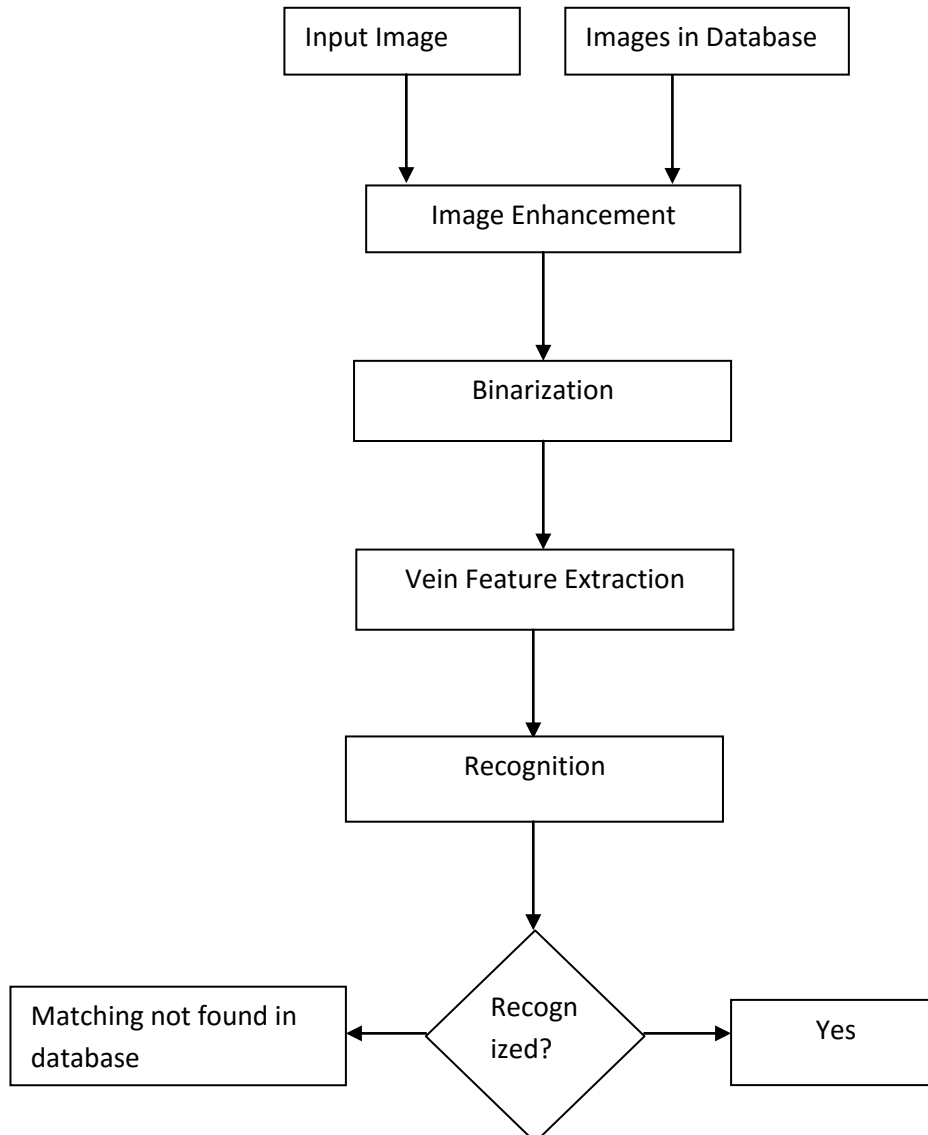 Input Image
Images in Database
Image Enhancement
Binarization
Vein Feature Extraction
Recognition
Recogn
ized?
Matching not found in
database
Yes